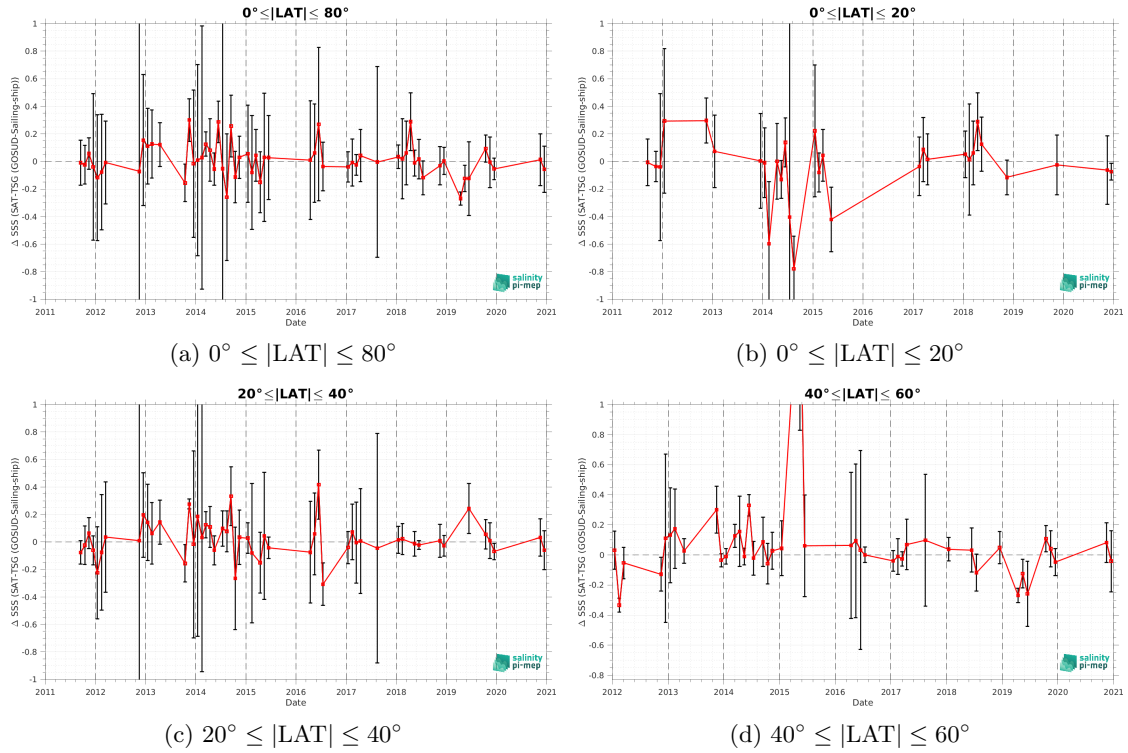 0°≤|LAT|≤ 80°
1
0.8
0.6
0.4
0.2
0
-0.2
-0.4
-0.6
-0.8
-1
Δ SSS (SAT-TSG (GOSUD-Sailing-ship))
2011 2012 2013 2014 2015 2016 2017 2018 2019 2020 2021
Date
salinity
pi-mep
(a) 0° ≤ |LAT| ≤ 80°
0°≤|LAT|≤ 20°
1
0.8
0.6
0.4
0.2
0
-0.2
-0.4
-0.6
-0.8
-1
Δ SSS (SAT-TSG (GOSUD-Sailing-ship))
2011 2012 2013 2014 2015 2016 2017 2018 2019 2020 2021
Date
salinity
pi-mep
(b) 0° ≤ |LAT| ≤ 20°
20°≤|LAT|≤ 40°
1
0.8
0.6
0.4
0.2
0
-0.2
-0.4
-0.6
-0.8
-1
Δ SSS (SAT-TSG (GOSUD-Sailing-ship))
2011 2012 2013 2014 2015 2016 2017 2018 2019 2020 2021
Date
salinity
pi-mep
(c) 20° ≤ |LAT| ≤ 40°
40°≤|LAT|≤ 60°
1
0.8
0.6
0.4
0.2
0
-0.2
-0.4
-0.6
-0.8
Δ SSS (SAT-TSG (GOSUD-Sailing-ship))
2012 2013 2014 2015 2016 2017 2018 2019 2020 2021
Date
salinity
pi-mep
(d) 40° ≤ |LAT| ≤ 60°